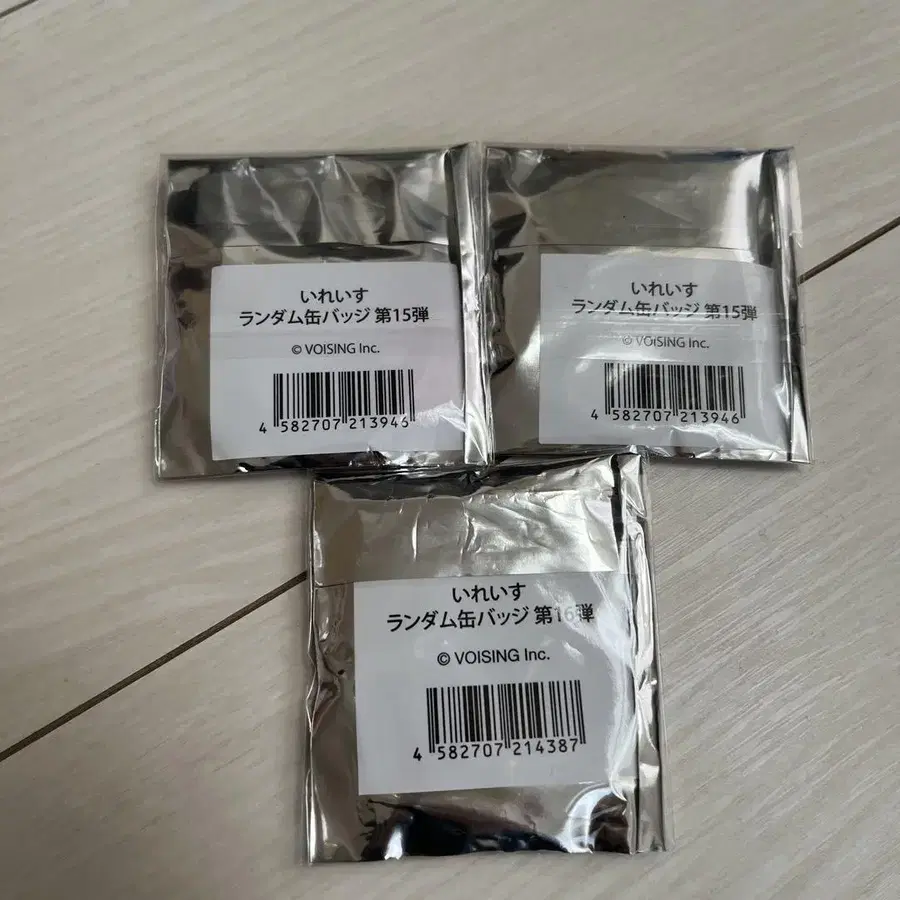 いれいす
ランダム缶バッジ 第15弾
© VOISING Inc.
4 582707 213946
いれいす
ランダム缶バッジ 第15弾
© VOISING Inc.
4 582707 213946
いれいす
ランダム缶バッジ 第16弾
© VOISING Inc.
4 582707 214387